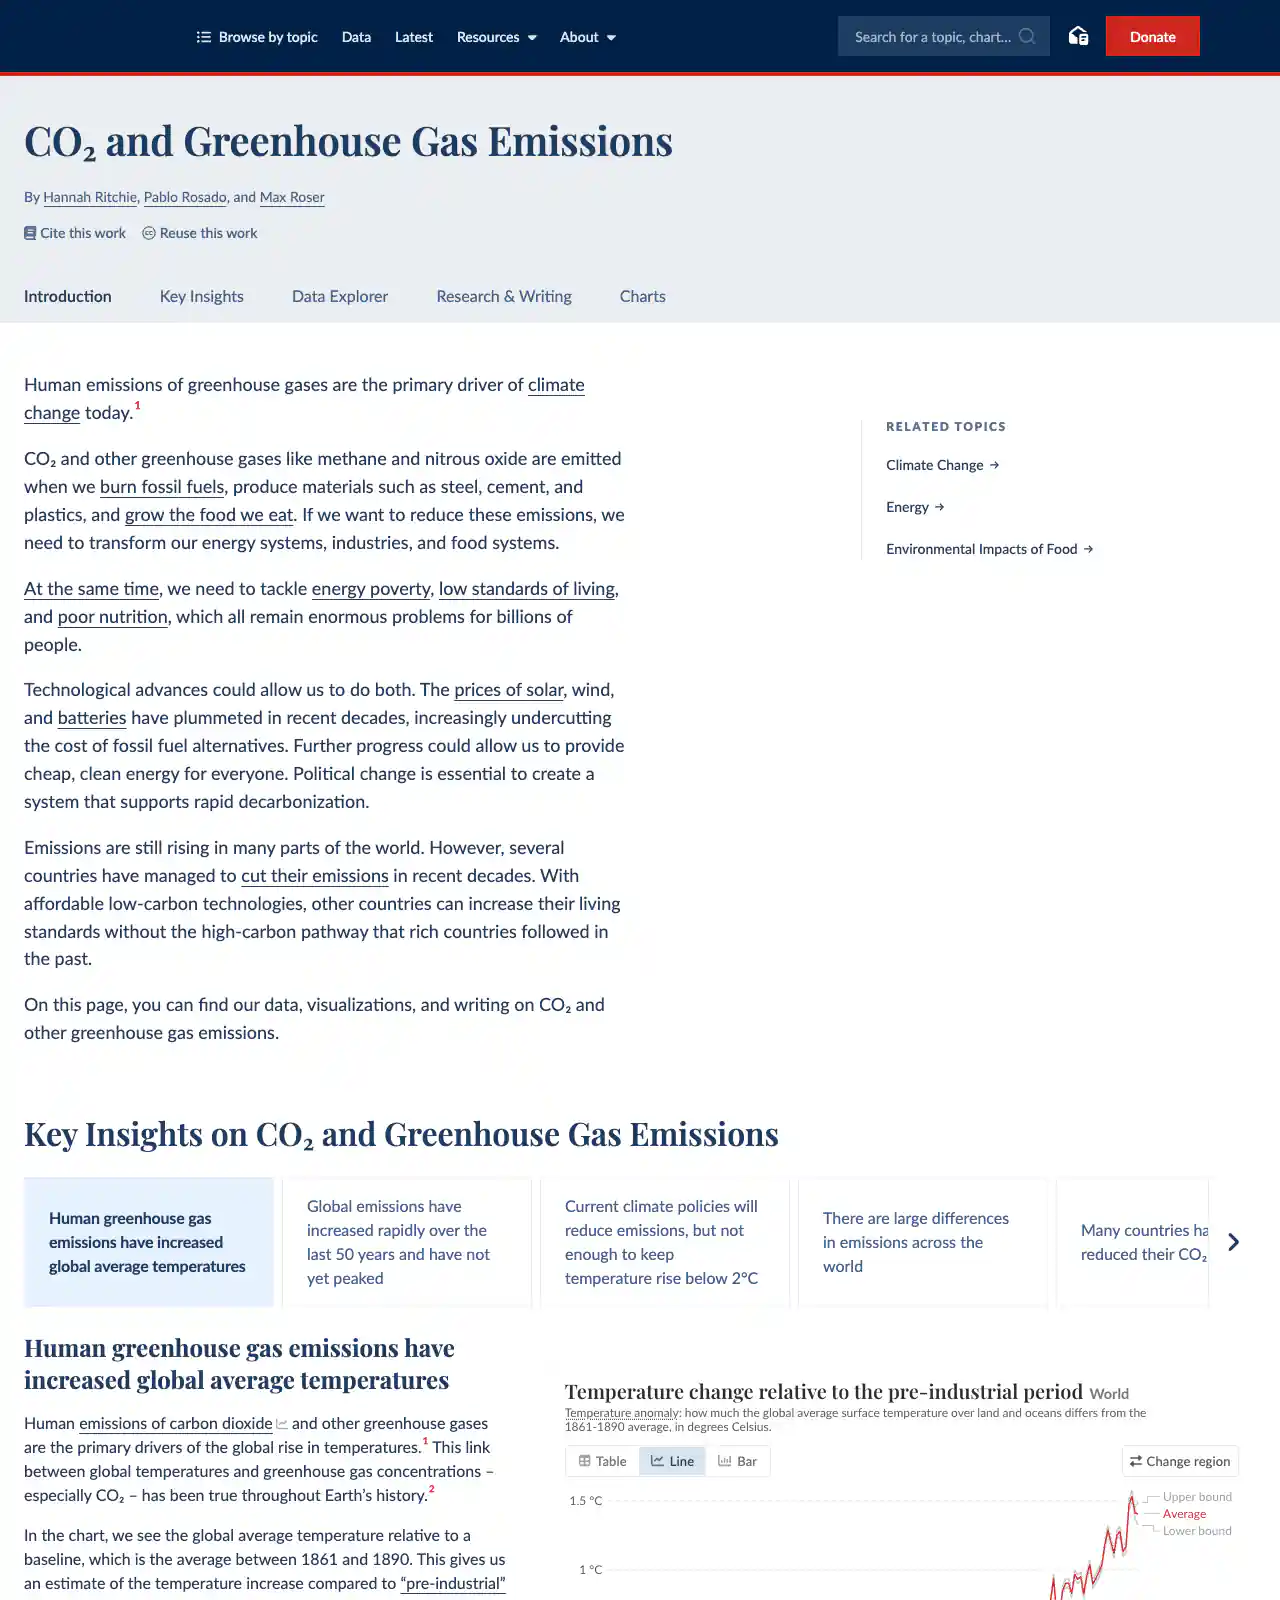 Browse by topic Data Latest Resources About Search for a topic, chart... Donate
CO₂ and Greenhouse Gas Emissions
By Hannah Ritchie, Pablo Rosado, and Max Roser
Cite this work Reuse this work
Introduction Key Insights Data Explorer Research & Writing Charts
Human emissions of greenhouse gases are the primary driver of climate
change today.1
CO₂ and other greenhouse gases like methane and nitrous oxide are emitted
when we burn fossil fuels, produce materials such as steel, cement, and
plastics, and grow the food we eat. If we want to reduce these emissions, we
need to transform our energy systems, industries, and food systems.
At the same time, we need to tackle energy poverty, low standards of living,
and poor nutrition, which all remain enormous problems for billions of
people.
Technological advances could allow us to do both. The prices of solar, wind,
and batteries have plummeted in recent decades, increasingly undercutting
the cost of fossil fuel alternatives. Further progress could allow us to provide
cheap, clean energy for everyone. Political change is essential to create a
system that supports rapid decarbonization.
Emissions are still rising in many parts of the world. However, several
countries have managed to cut their emissions in recent decades. With
affordable low-carbon technologies, other countries can increase their living
standards without the high-carbon pathway that rich countries followed in
the past.
On this page, you can find our data, visualizations, and writing on CO₂ and
other greenhouse gas emissions.
RELATED TOPICS
Climate Change →
Energy →
Environmental Impacts of Food →
Key Insights on CO₂ and Greenhouse Gas Emissions
Human greenhouse gas
emissions have increased
global average temperatures
Global emissions have
increased rapidly over the
last 50 years and have not
yet peaked
Current climate policies will
reduce emissions, but not
enough to keep
temperature rise below 2°C
There are large differences
in emissions across the
world
Many countries ha
reduced their CO₂
Human greenhouse gas emissions have
increased global average temperatures
Human emissions of carbon dioxide and other greenhouse gases
are the primary drivers of the global rise in temperatures.1 This link
between global temperatures and greenhouse gas concentrations –
especially CO₂ – has been true throughout Earth's history.2
In the chart, we see the global average temperature relative to a
baseline, which is the average between 1861 and 1890. This gives us
an estimate of the temperature increase compared to “pre-industrial”
Temperature change relative to the pre-industrial period World
Temperature anomaly: how much the global average surface temperature over land and oceans differs from the
1861-1890 average, in degrees Celsius.
Table Line Bar Change region
1.5 °C
Upper bound
Average
Lower bound
1 °C